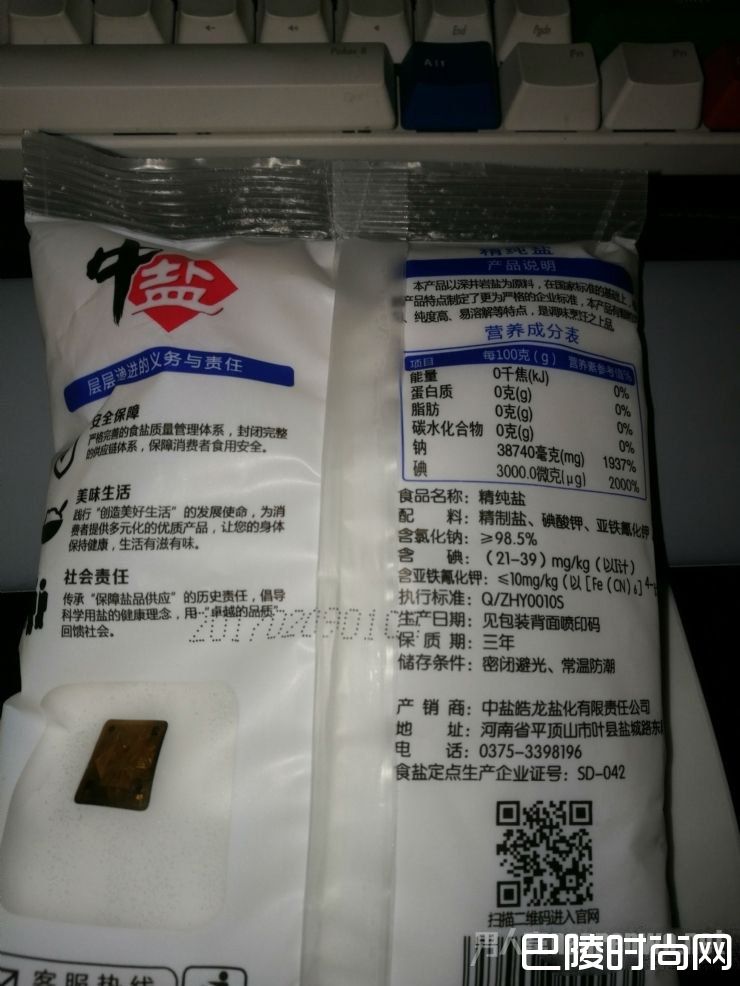 Poker II
Alt
Fn
Fn
End
Pgdn
中盐
层层递进的义务与责任
安全保障
严格完善的食盐质量管理体系，封闭完整
的供应链体系，保障消费者食用安全。
美味生活
践行“创造美好生活”的发展使命，为消
费者提供多元化的优质产品，让您的身体
保持健康，生活有滋有味。
社会责任
传承“保障盐品供应”的历史责任，倡导
科学用盐的健康理念，用“卓越的品质”
回馈社会。
20170209010
客服热线
精纯盐
产品说明
本产品以深井岩盐为原料，在国家标准的基础上，
产品特点制定了更为严格的企业标准，本产品有
、纯度高、易溶解等特点，是调味烹饪之上品。
营养成分表
项目 每100克(g) 营养素参考值%
能量 0千焦(kJ) 0%
蛋白质 0克(g) 0%
脂肪 0克(g) 0%
碳水化合物 0克(g) 0%
钠 38740毫克(mg) 1937%
碘 3000.0微克(μg) 2000%
食品名称：精纯盐
配 料：精制盐、碘酸钾、亚铁氰化钾
含氯化钠：≥98.5%
含 碘：（21-39）mg/kg（以I计）
含亚铁氰化钾：≤10mg/kg（以[Fe(CN)6]4-
执行标准：Q/ZHY0010S
生产日期：见包装背面喷印码
保 质 期：三年
储存条件：密闭避光、常温防潮
产 销 商：中盐皓龙盐化有限责任公司
地 址：河南省平顶山市叶县盐城路东
电 话：0375-3398196
食盐定点生产企业证号：SD-042
扫描二维码进入官网
巴陵时尚网